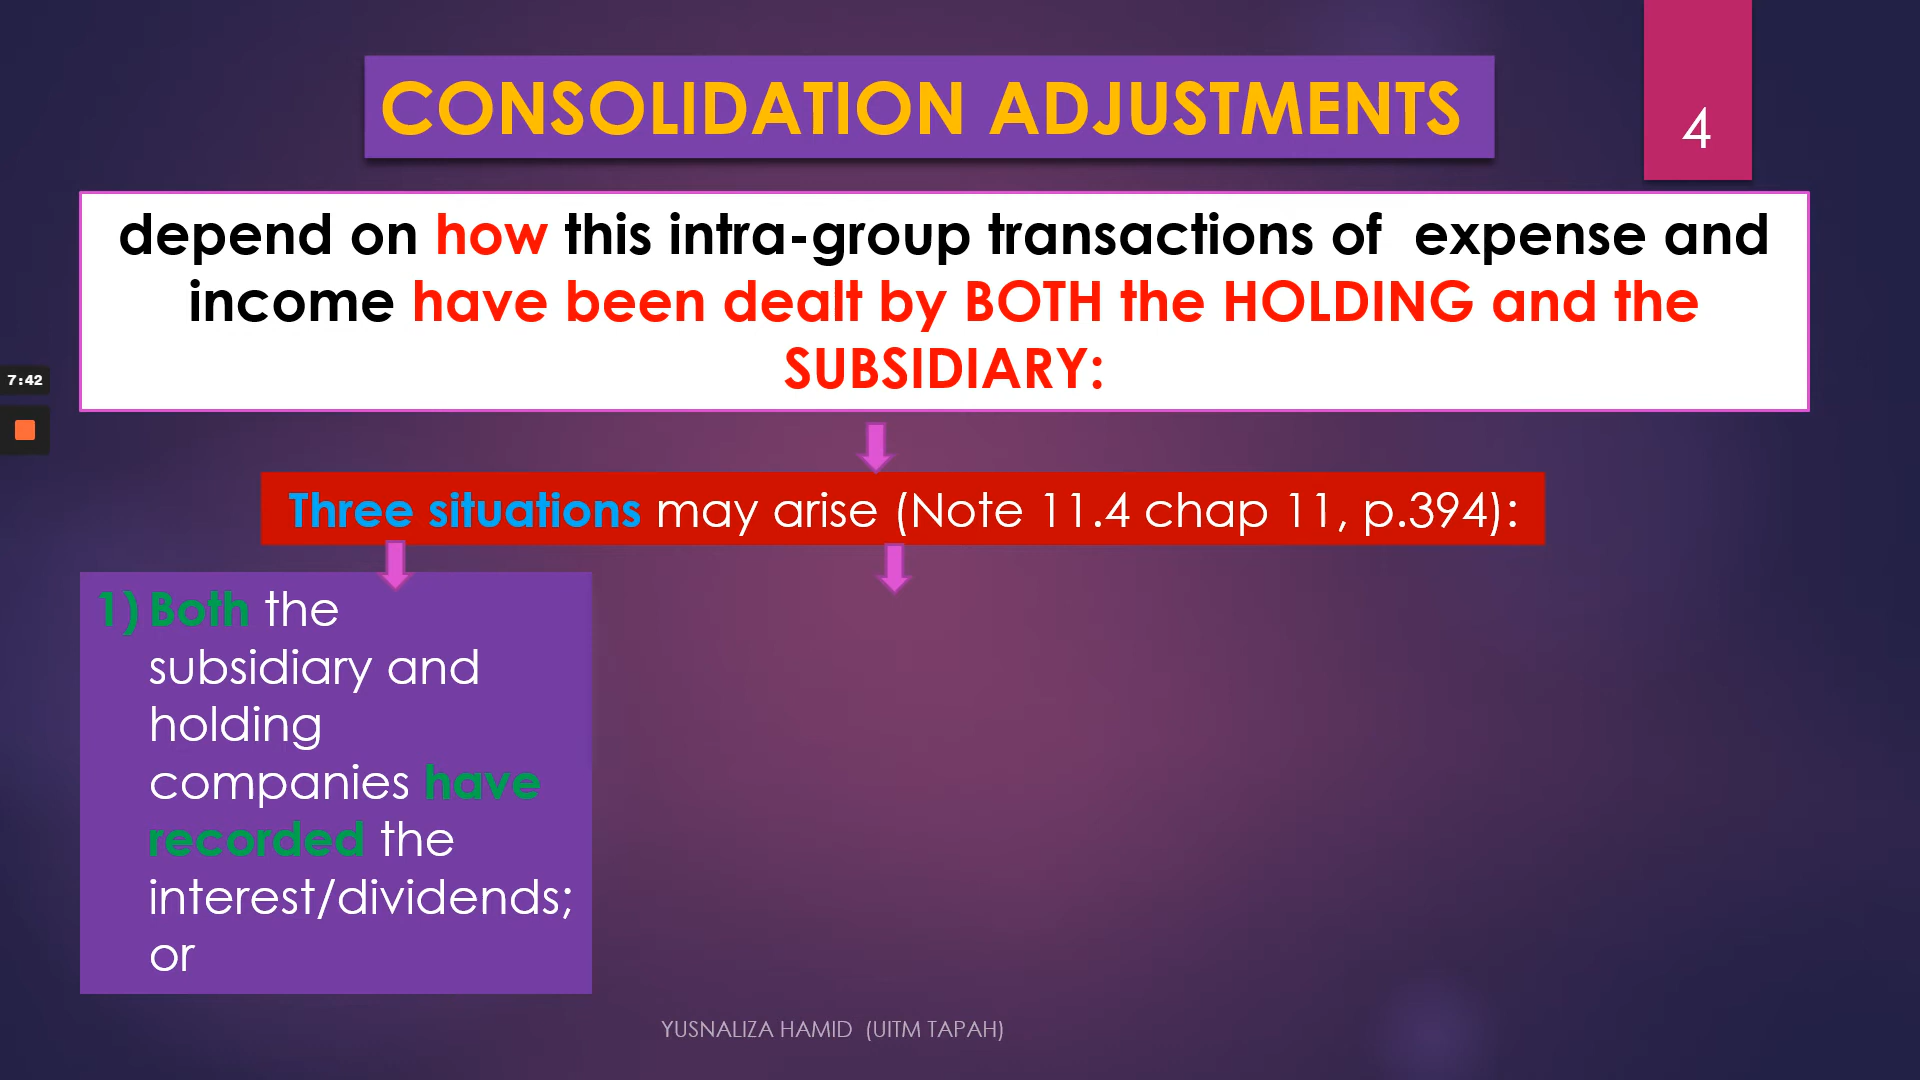 CONSOLIDATION ADJUSTMENTS
4
depend on how this intra-group transactions of expense and
income have been dealt by BOTH the HOLDING and the
SUBSIDIARY:
7:42
Three situations may arise (Note 11.4 chap 11, p.394):
1) Both the
subsidiary and
holding
companies have
recorded the
interest/dividends;
or
YUSNALIZA HAMID (UITM TAPAH)